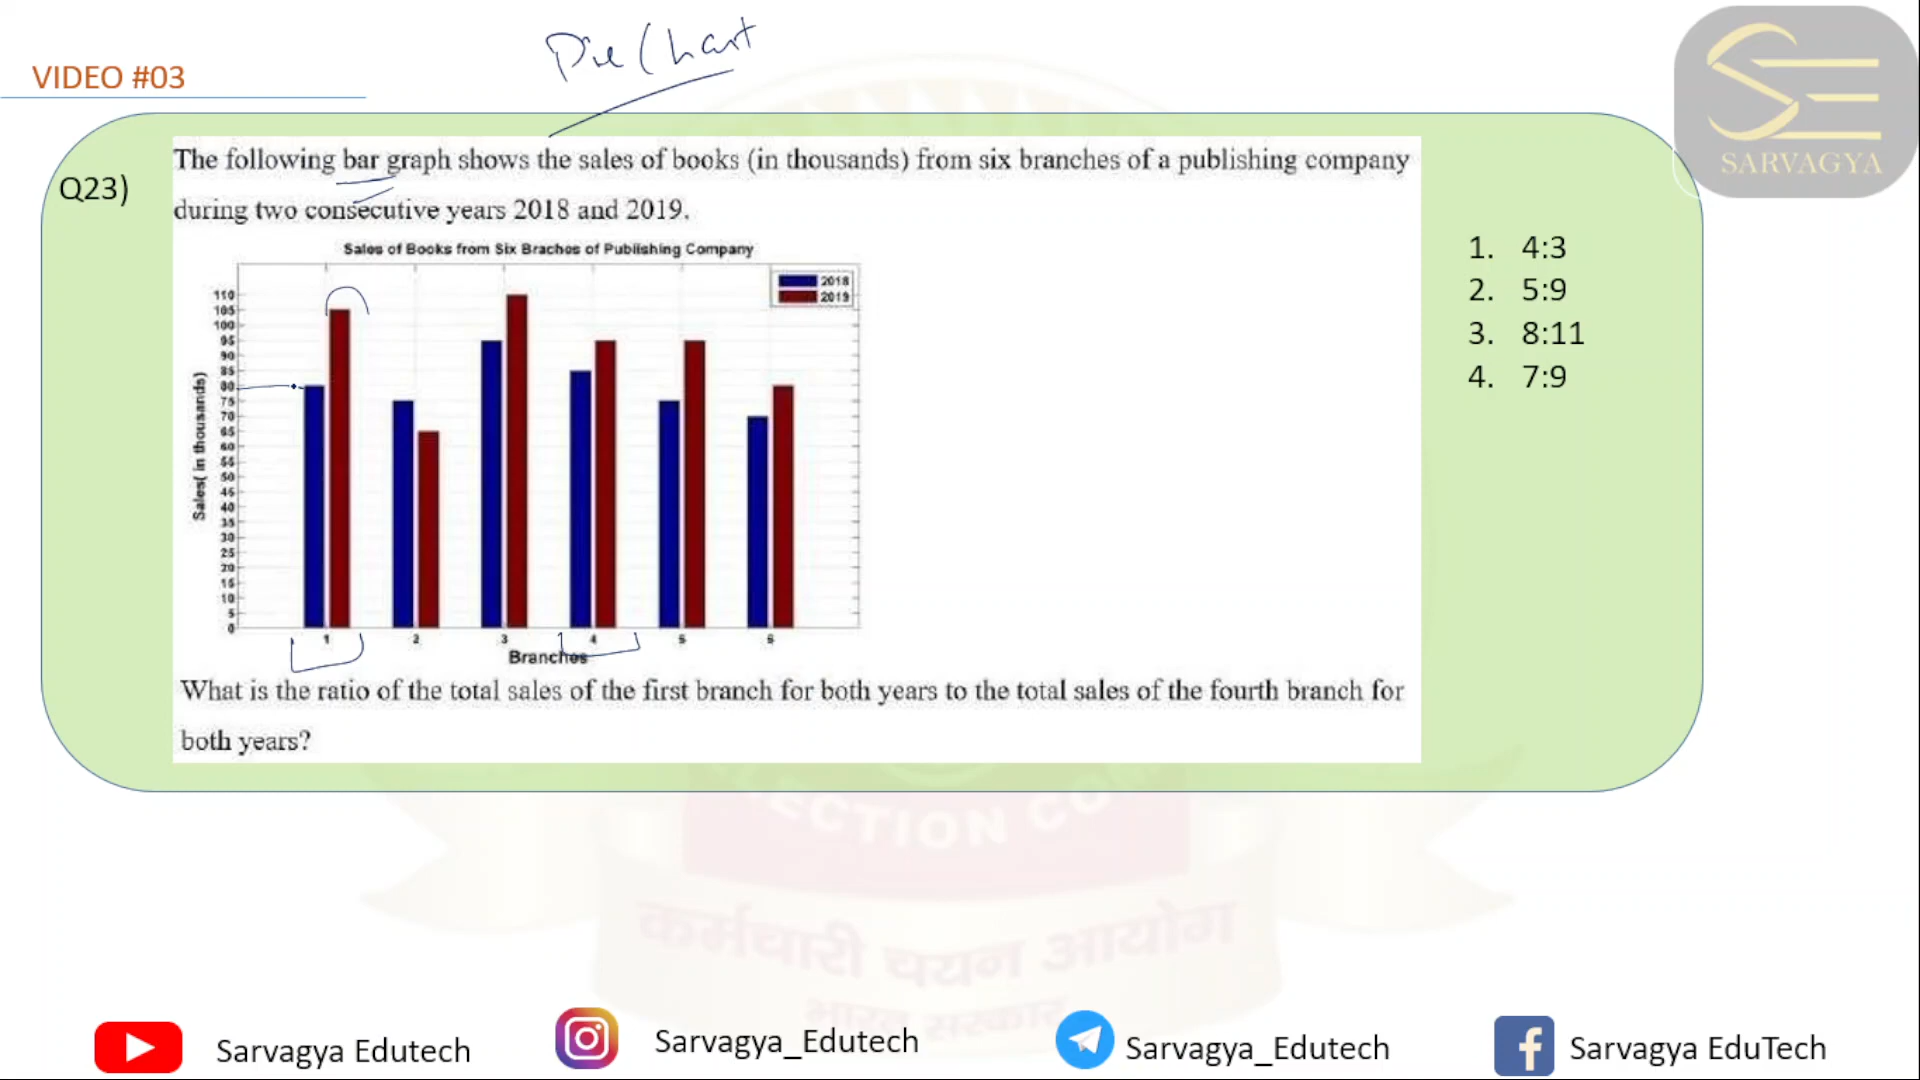 Pie Chart
VIDEO #03
SARVAGYA
Q23)
The following bar graph shows the sales of books (in thousands) from six branches of a publishing company
during two consecutive years 2018 and 2019.
Sales of Books from Six Braches of Publishing Company
2018
2019
110
105
100
95
90
85
80
75
70
65
60
55
50
45
40
35
30
25
20
15
10
5
0
Sales( in thousands)
1 2 3 4 5 6
Branches
What is the ratio of the total sales of the first branch for both years to the total sales of the fourth branch for
both years?
1. 4:3
2. 5:9
3. 8:11
4. 7:9
कर्मचारी चयन आयोग
भारत सरकार
Sarvagya Edutech
Sarvagya_Edutech
Sarvagya_Edutech
Sarvagya EduTech